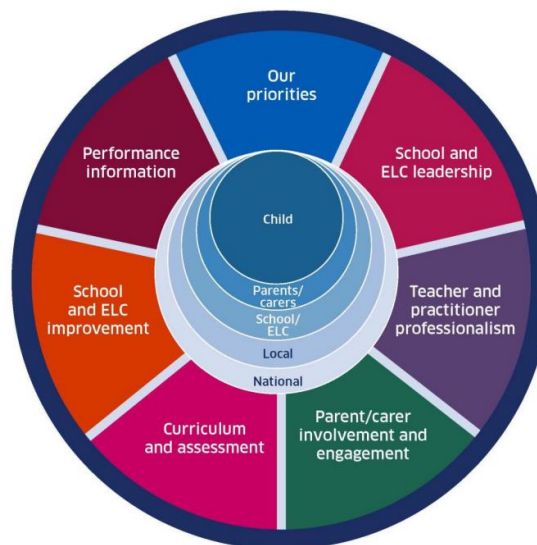 Our
priorities
School and
ELC leadership
Teacher and
practitioner
professionalism
Parent/carer
involvement and
engagement
Curriculum
and assessment
School
and ELC
improvement
Performance
information
Child
Parents/
carers
School/
ELC
Local
National